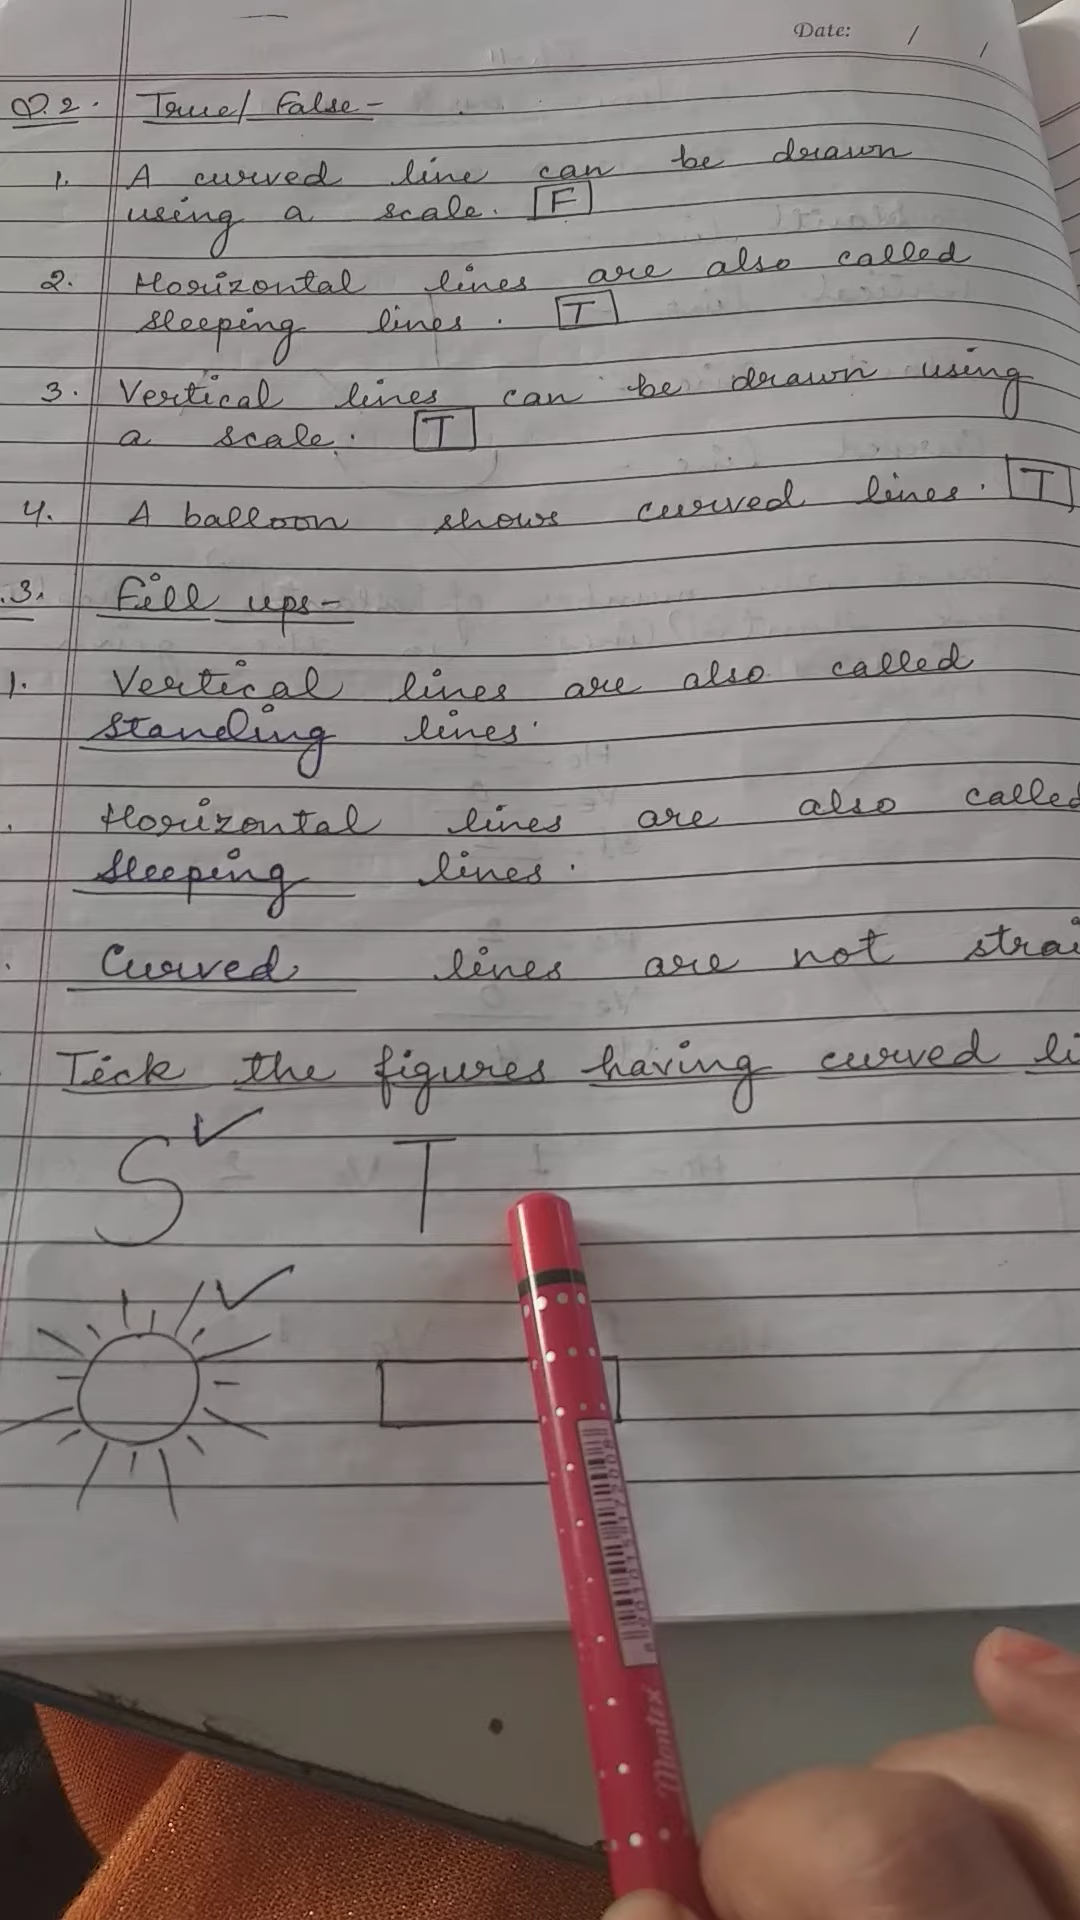 Date: / /
Q.2. True/False-
1. A curved line can be drawn
using a scale. F
2. Horizontal lines are also called
sleeping lines. T
3. Vertical lines can be drawn using
a scale. T
4. A balloon shows curved lines. T
.3. Fill ups-
1. Vertical lines are also called
standing lines.
. Horizontal lines are also called
sleeping lines.
. Curved lines are not strai
Tick the figures having curved li
S T
Montex